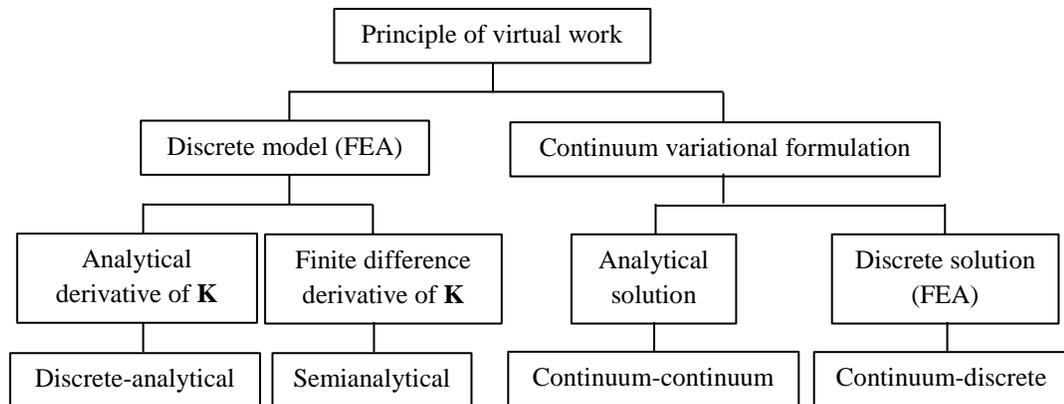 Principle of virtual work
Discrete model (FEA)
Continuum variational formulation
Analytical
derivative of K
Finite difference
derivative of K
Analytical
solution
Discrete solution
(FEA)
Discrete-analytical
Semianalytical
Continuum-continuum
Continuum-discrete